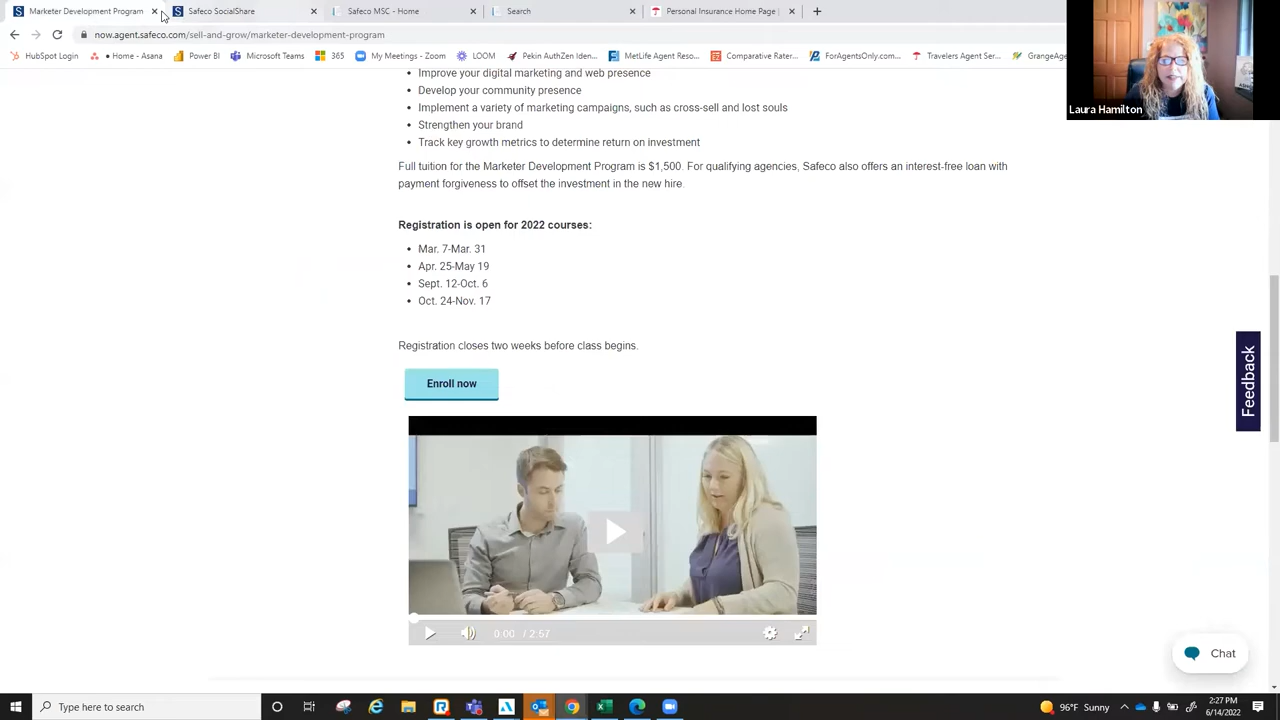 Marketer Development Program
Safeco SocialShare
Safeco MSC - Home
Search
Personal Insurance Home Page |
now.agent.safeco.com/sell-and-grow/marketer-development-program
HubSpot Login
• Home - Asana
Power BI
Microsoft Teams
365
My Meetings - Zoom
LOOM
Pekin AuthZen Iden...
MetLife Agent Reso...
Comparative Rater...
ForAgentsOnly.com...
Travelers Agent Ser...
GrangeAge
Laura Hamilton
• Improve your digital marketing and web presence
• Develop your community presence
• Implement a variety of marketing campaigns, such as cross-sell and lost souls
• Strengthen your brand
• Track key growth metrics to determine return on investment
Full tuition for the Marketer Development Program is $1,500. For qualifying agencies, Safeco also offers an interest-free loan with
payment forgiveness to offset the investment in the new hire.
Registration is open for 2022 courses:
• Mar. 7-Mar. 31
• Apr. 25-May 19
• Sept. 12-Oct. 6
• Oct. 24-Nov. 17
Registration closes two weeks before class begins.
Enroll now
Feedback
0:00 / 2:57
Chat
Type here to search
96°F Sunny
2:27 PM
6/14/2022